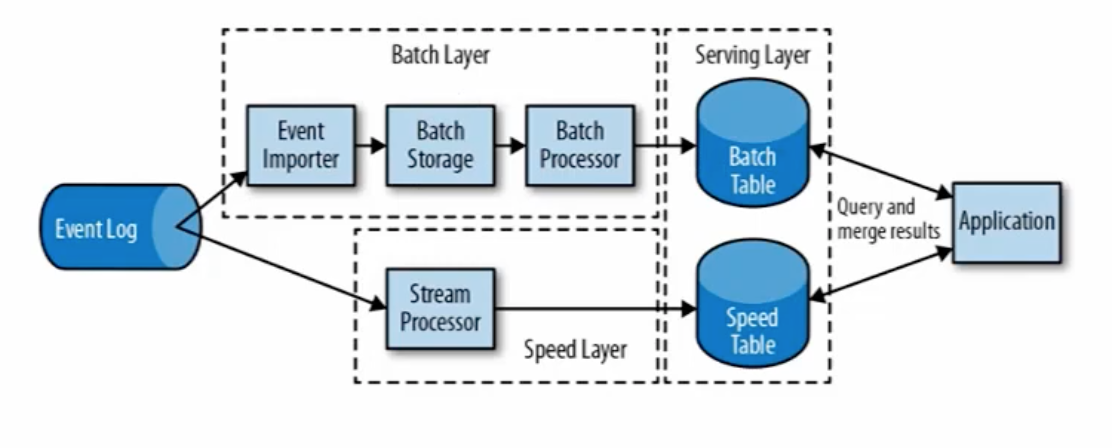 Batch Layer
Serving Layer
Event
Importer
Batch
Storage
Batch
Processor
Batch
Table
Event Log
Query and
merge results
Application
Stream
Processor
Speed Layer
Speed
Table